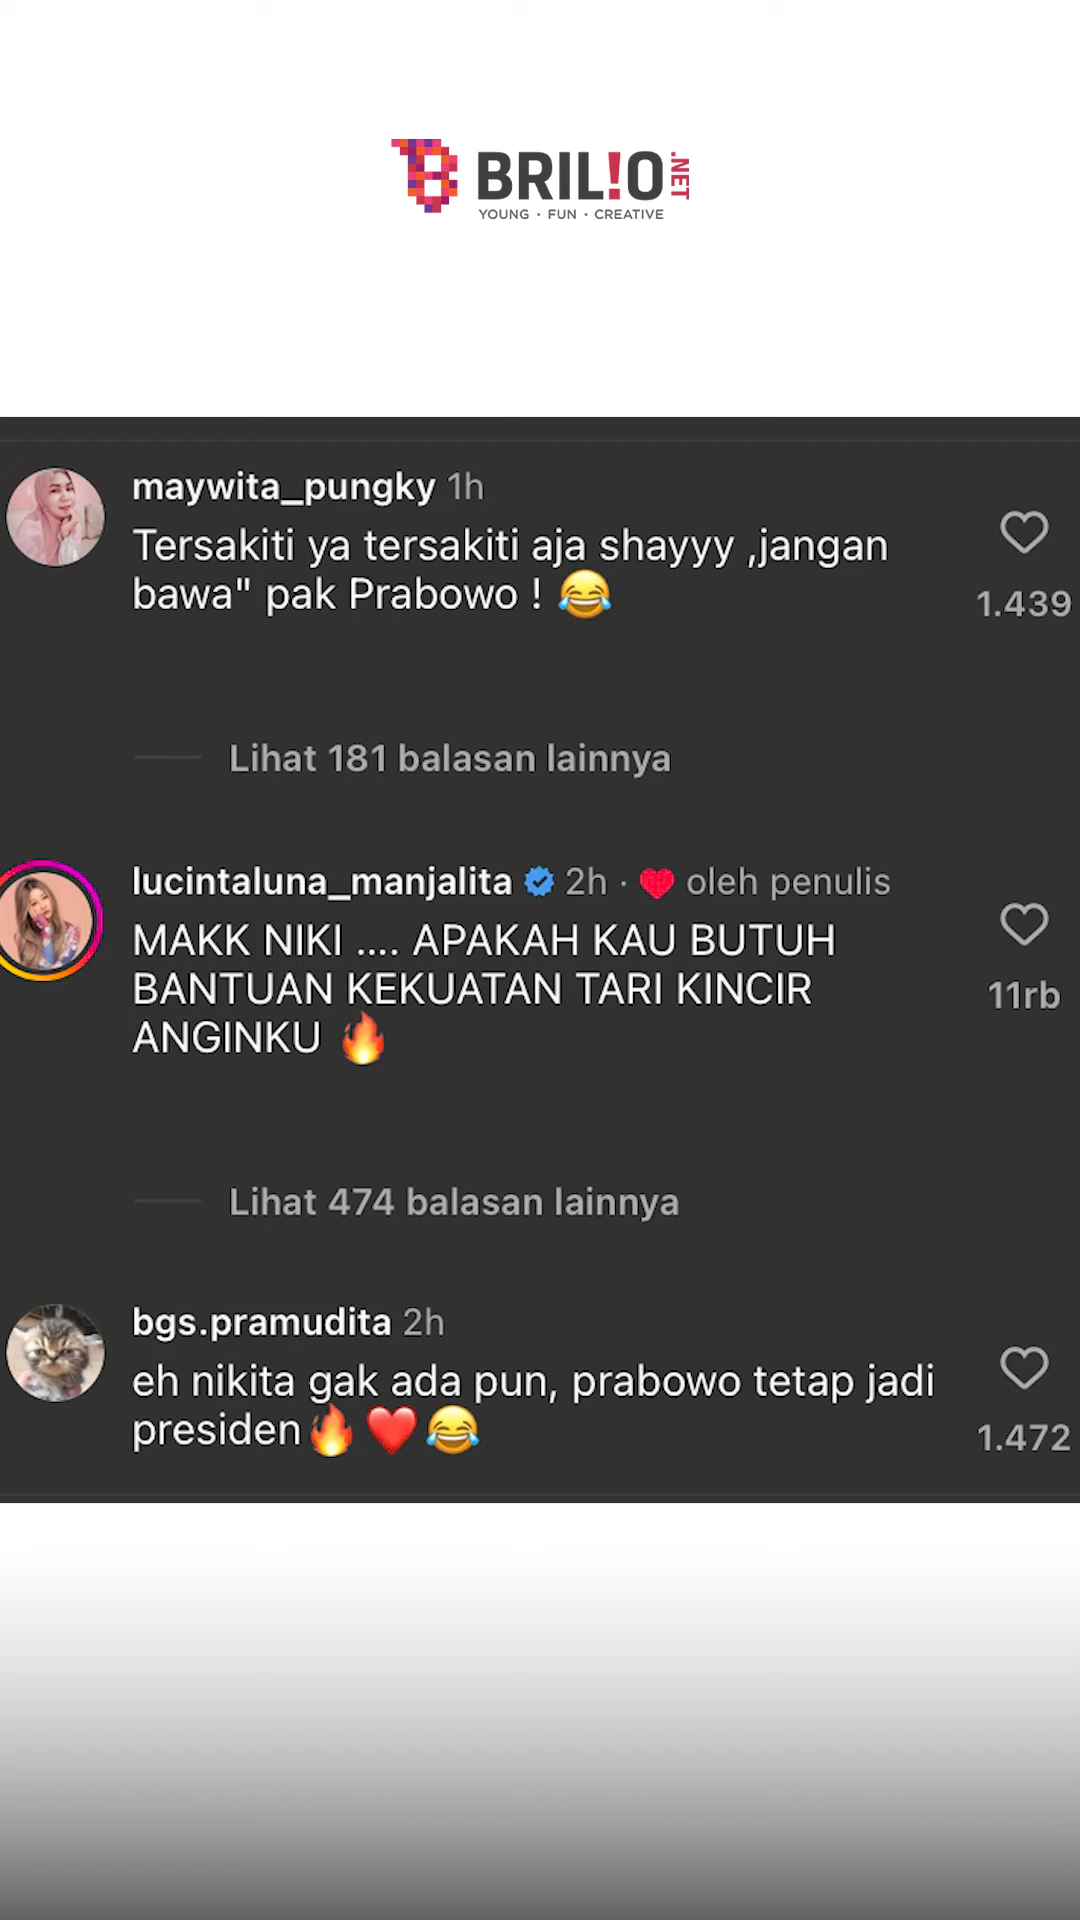 BRIL!O.NET
YOUNG · FUN · CREATIVE
maywita_pungky 1h
Tersakiti ya tersakiti aja shayyy ,jangan
bawa" pak Prabowo ! 😂
1.439
Lihat 181 balasan lainnya
lucintaluna_manjalita 2h · ❤️ oleh penulis
MAKK NIKI .... APAKAH KAU BUTUH
BANTUAN KEKUATAN TARI KINCIR
ANGINKU 🔥
11rb
Lihat 474 balasan lainnya
bgs.pramudita 2h
eh nikita gak ada pun, prabowo tetap jadi
presiden🔥❤️😂
1.472